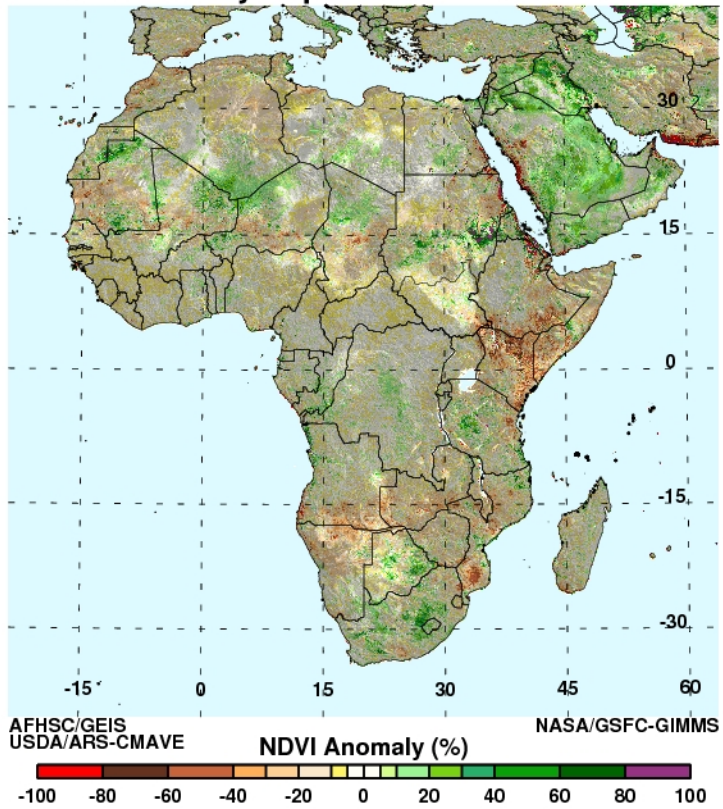 30
15
0
-15
-30
-15 0 15 30 45 60
AFHSC/GEIS NASA/GSFC-GIMMS
USDA/ARS-CMAVE
NDVI Anomaly (%)
-100 -80 -60 -40 -20 0 20 40 60 80 100